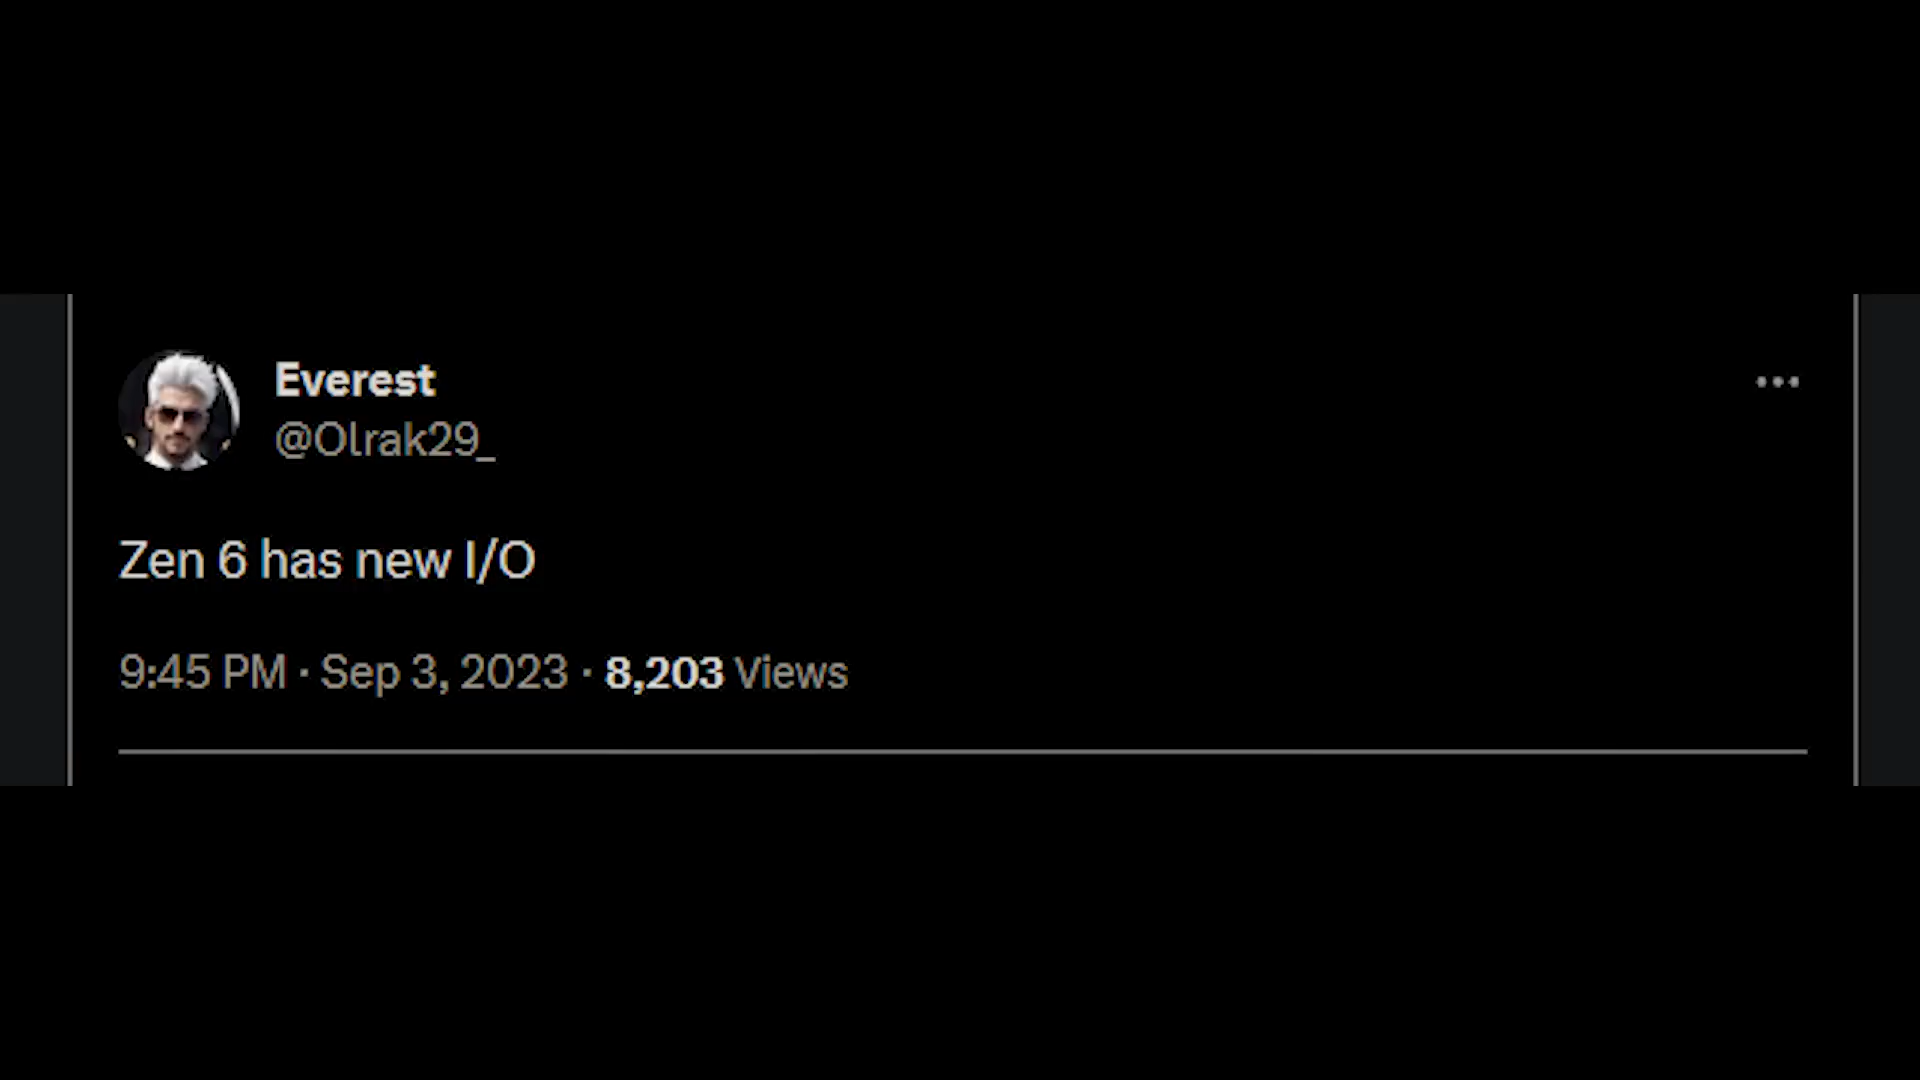 Everest
@Olrak29_
Zen 6 has new I/O
9:45 PM · Sep 3, 2023 · 8,203 Views